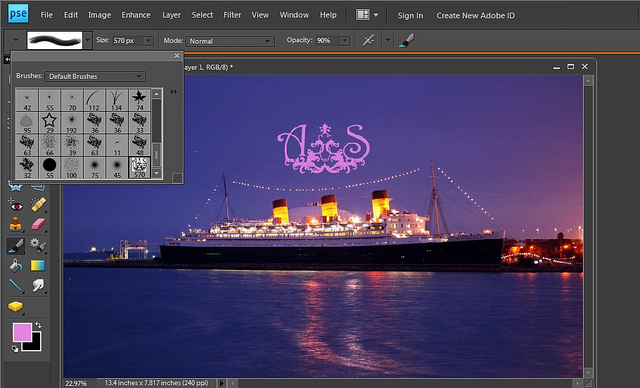 pse File Edit Image Enhance Layer Select Filter View Window Help Sign In Create New Adobe ID
Size: 570 px Mode: Normal Opacity: 90%
Brushes: Default Brushes
ayer 1, RGB/8) *
42 55 70 112 134 74
95 29 192 36 36 33
63 66 39 63 11 48
32 55 100 75 45 570
A S
22.97% 13.4 inches x 7.817 inches (240 ppi)